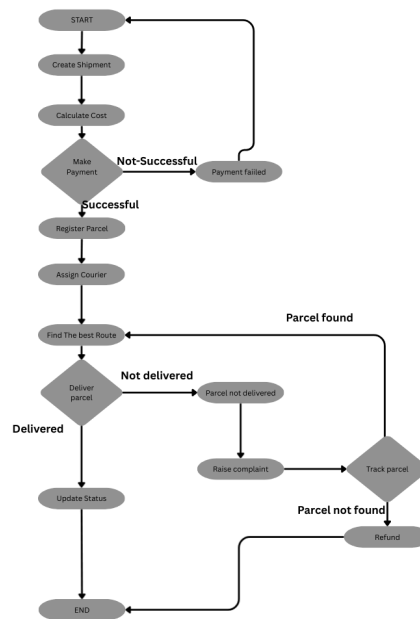 START
Create Shipment
Calculate Cost
Make
Payment
Not-Successful
Payment failled
Successful
Register Parcel
Assign Courier
Parcel found
Find The best Route
Not delivered
Deliver
parcel
Parcel not delivered
Delivered
Raise complaint
Track parcel
Update Status
Parcel not found
Refund
END